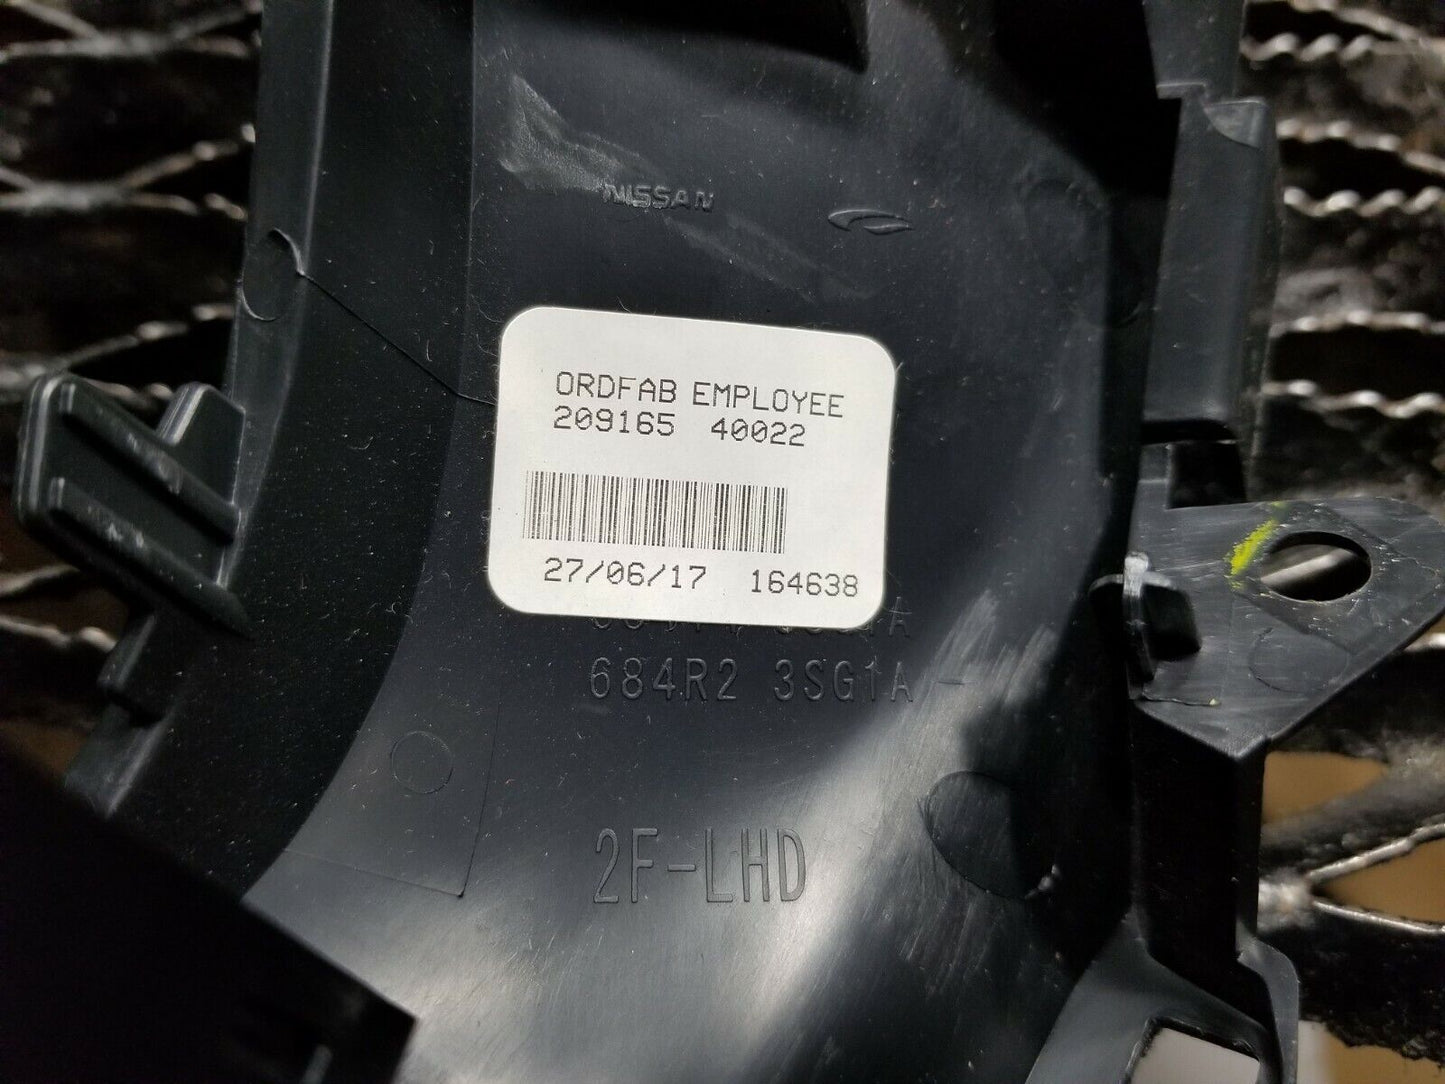 NISSAN
ORDFAB EMPLOYEE
209165 40022
27/06/17 164638
684R2 3SG1A -
2F-LHD